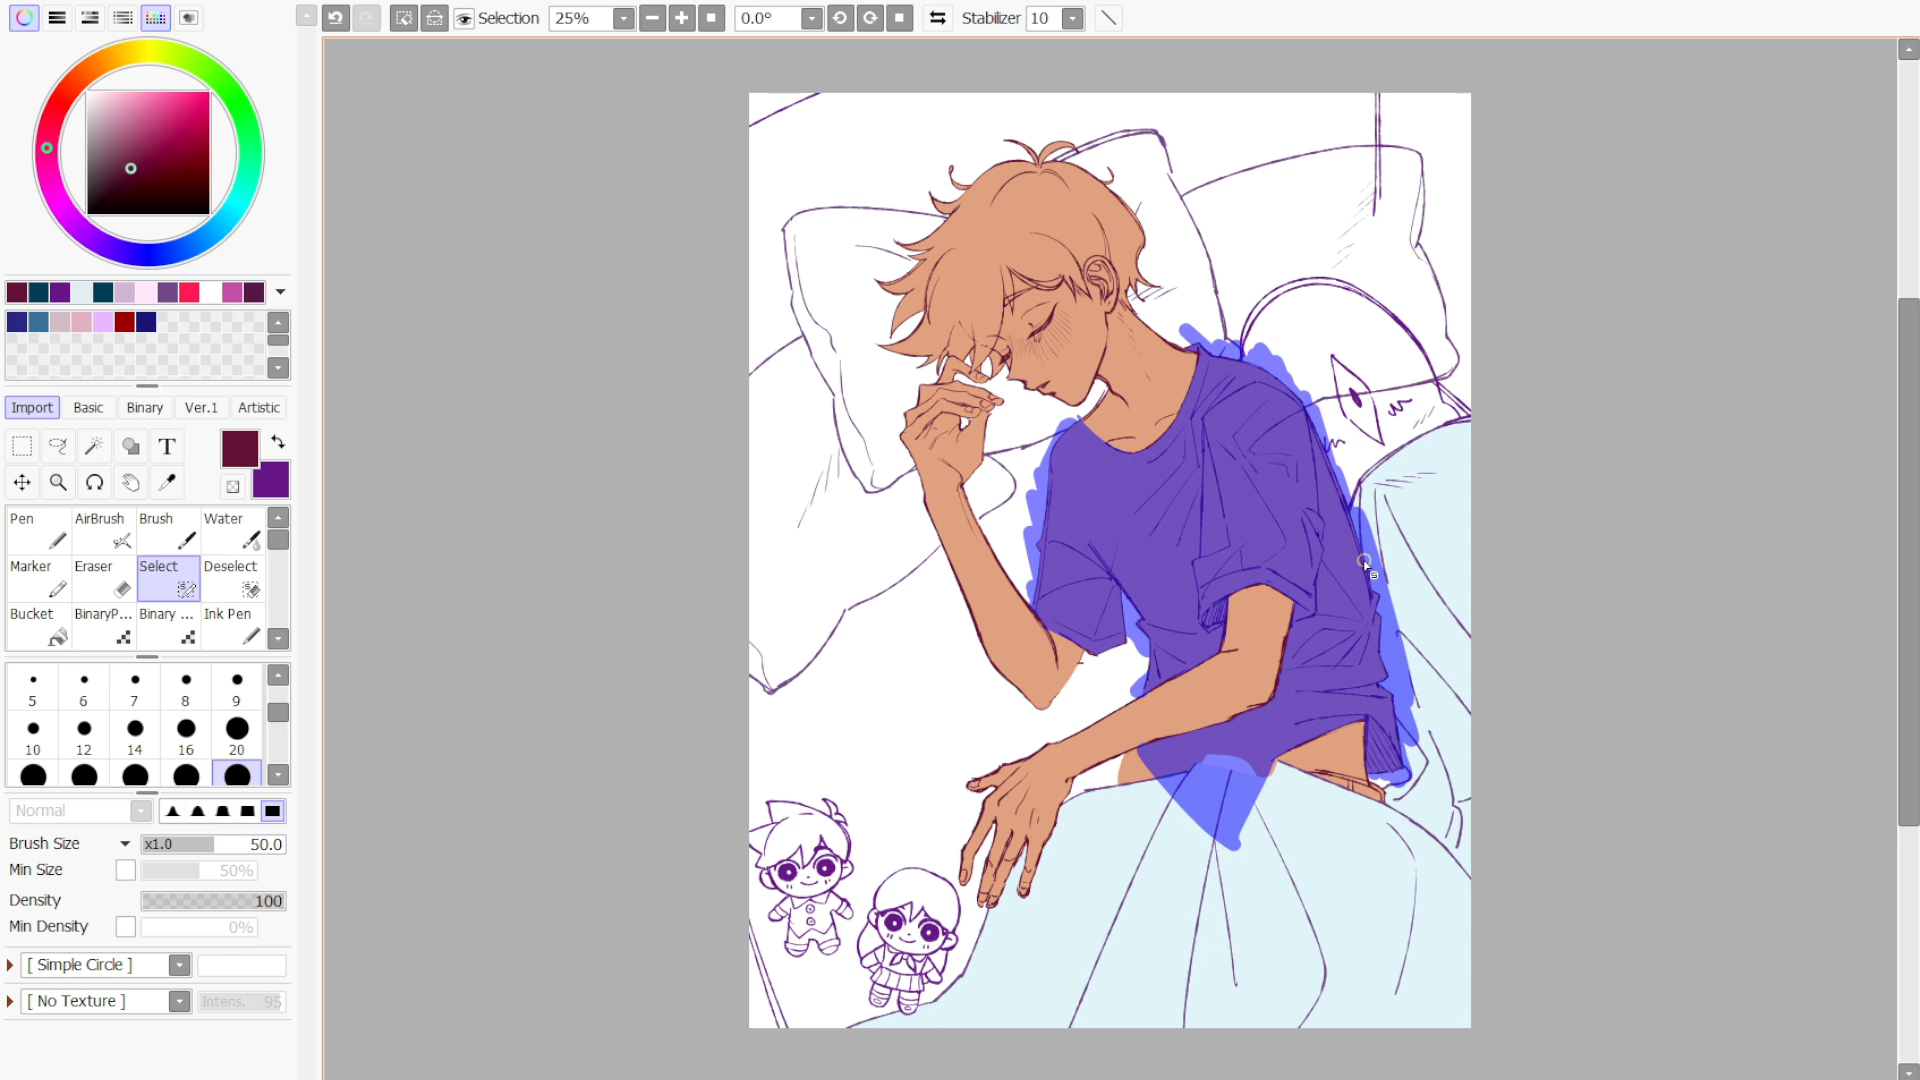 Selection 25% 0.0° Stabilizer 10
Import Basic Binary Ver.1 Artistic
T
Pen AirBrush Brush Water
Marker Eraser Select Deselect
Bucket BinaryP... Binary ... Ink Pen
5 6 7 8 9
10 12 14 16 20
Normal
Brush Size x1.0 50.0
Min Size 50%
Density 100
Min Density 0%
[ Simple Circle ]
[ No Texture ] Intens. 95